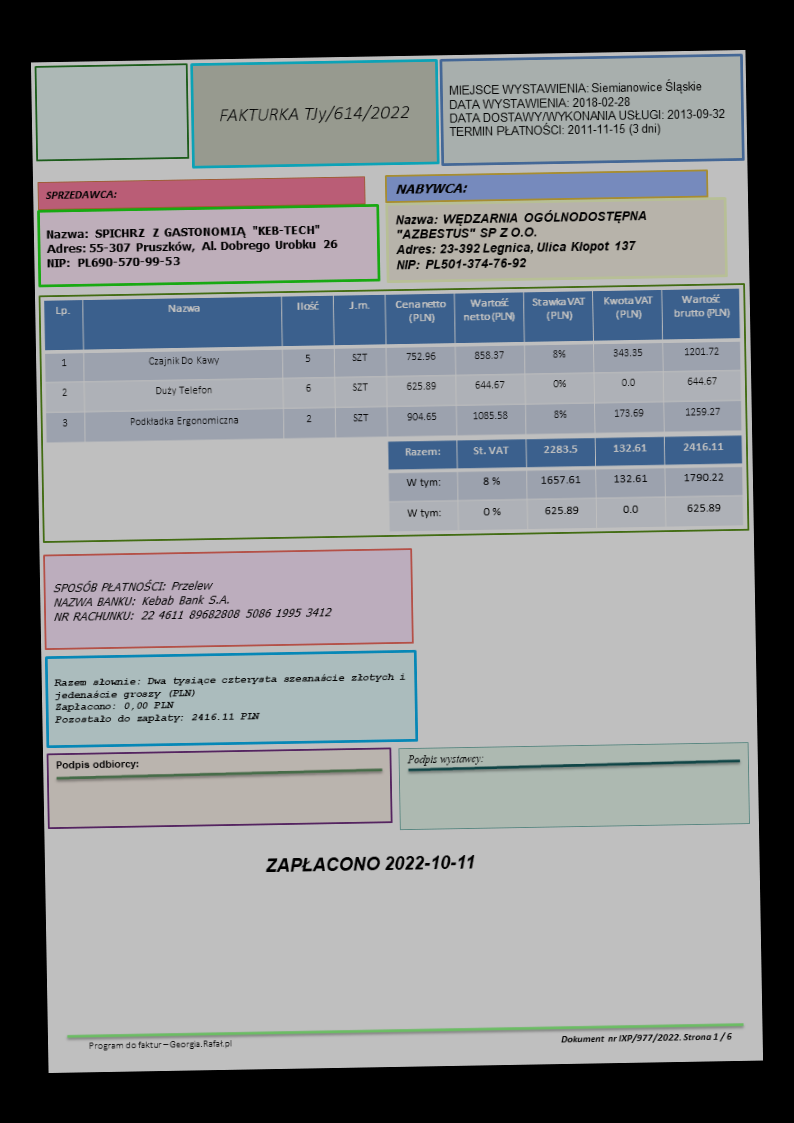 FAKTURKA TJy/614/2022
MIEJSCE WYSTAWIENIA: Siemianowice Śląskie
DATA WYSTAWIENIA: 2018-02-28
DATA DOSTAWY/WYKONANIA USŁUGI: 2013-09-32
TERMIN PŁATNOŚCI: 2011-11-15 (3 dni)
SPRZEDAWCA:
Nazwa: SPICHRZ Z GASTONOMIĄ "KEB-TECH"
Adres: 55-307 Pruszków, Al. Dobrego Urobku 26
NIP: PL690-570-99-53
NABYWCA:
Nazwa: WĘDZARNIA OGÓLNODOSTĘPNA
"AZBESTUS" SP Z O.O.
Adres: 23-392 Legnica, Ulica Kłopot 137
NIP: PL501-374-76-92
Lp. Nazwa Ilość J.m. Cena netto (PLN) Wartość netto (PLN) Stawka VAT (PLN) Kwota VAT (PLN) Wartość brutto (PLN)
1 Czajnik Do Kawy 5 SZT 752.96 858.37 8% 343.35 1201.72
2 Duży Telefon 6 SZT 625.89 644.67 0% 0.0 644.67
3 Podkładka Ergonomiczna 2 SZT 904.65 1085.58 8% 173.69 1259.27
Razem: St. VAT 2283.5 132.61 2416.11
W tym: 8 % 1657.61 132.61 1790.22
W tym: 0 % 625.89 0.0 625.89
SPOSÓB PŁATNOŚCI: Przelew
NAZWA BANKU: Kebab Bank S.A.
NR RACHUNKU: 22 4611 89682808 5086 1995 3412
Razem słownie: Dwa tysiące czterysta szesnaście złotych i
jedenaście groszy (PLN)
Zapłacono: 0,00 PLN
Pozostało do zapłaty: 2416.11 PLN
Podpis odbiorcy:
Podpis wystawcy:
ZAPŁACONO 2022-10-11
Program do faktur – Georgia.Rafał.pl
Dokument nr IXP/977/2022. Strona 1 / 6